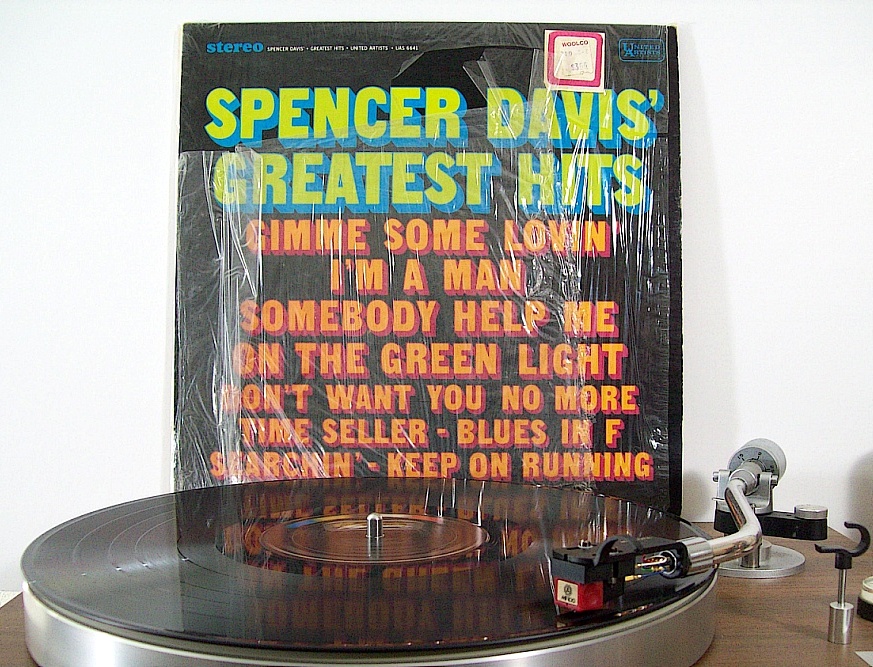 stereo SPENCER DAVIS' • GREATEST HITS • UNITED ARTISTS • UAS 6641
WOOLCO
UNITED
ARTISTS
SPENCER DAVIS'
GREATEST HITS
GIMME SOME LOVIN'
I'M A MAN
SOMEBODY HELP ME
ON THE GREEN LIGHT
DON'T WANT YOU NO MORE
TIME SELLER - BLUES IN F
SEARCHIN' - KEEP ON RUNNING